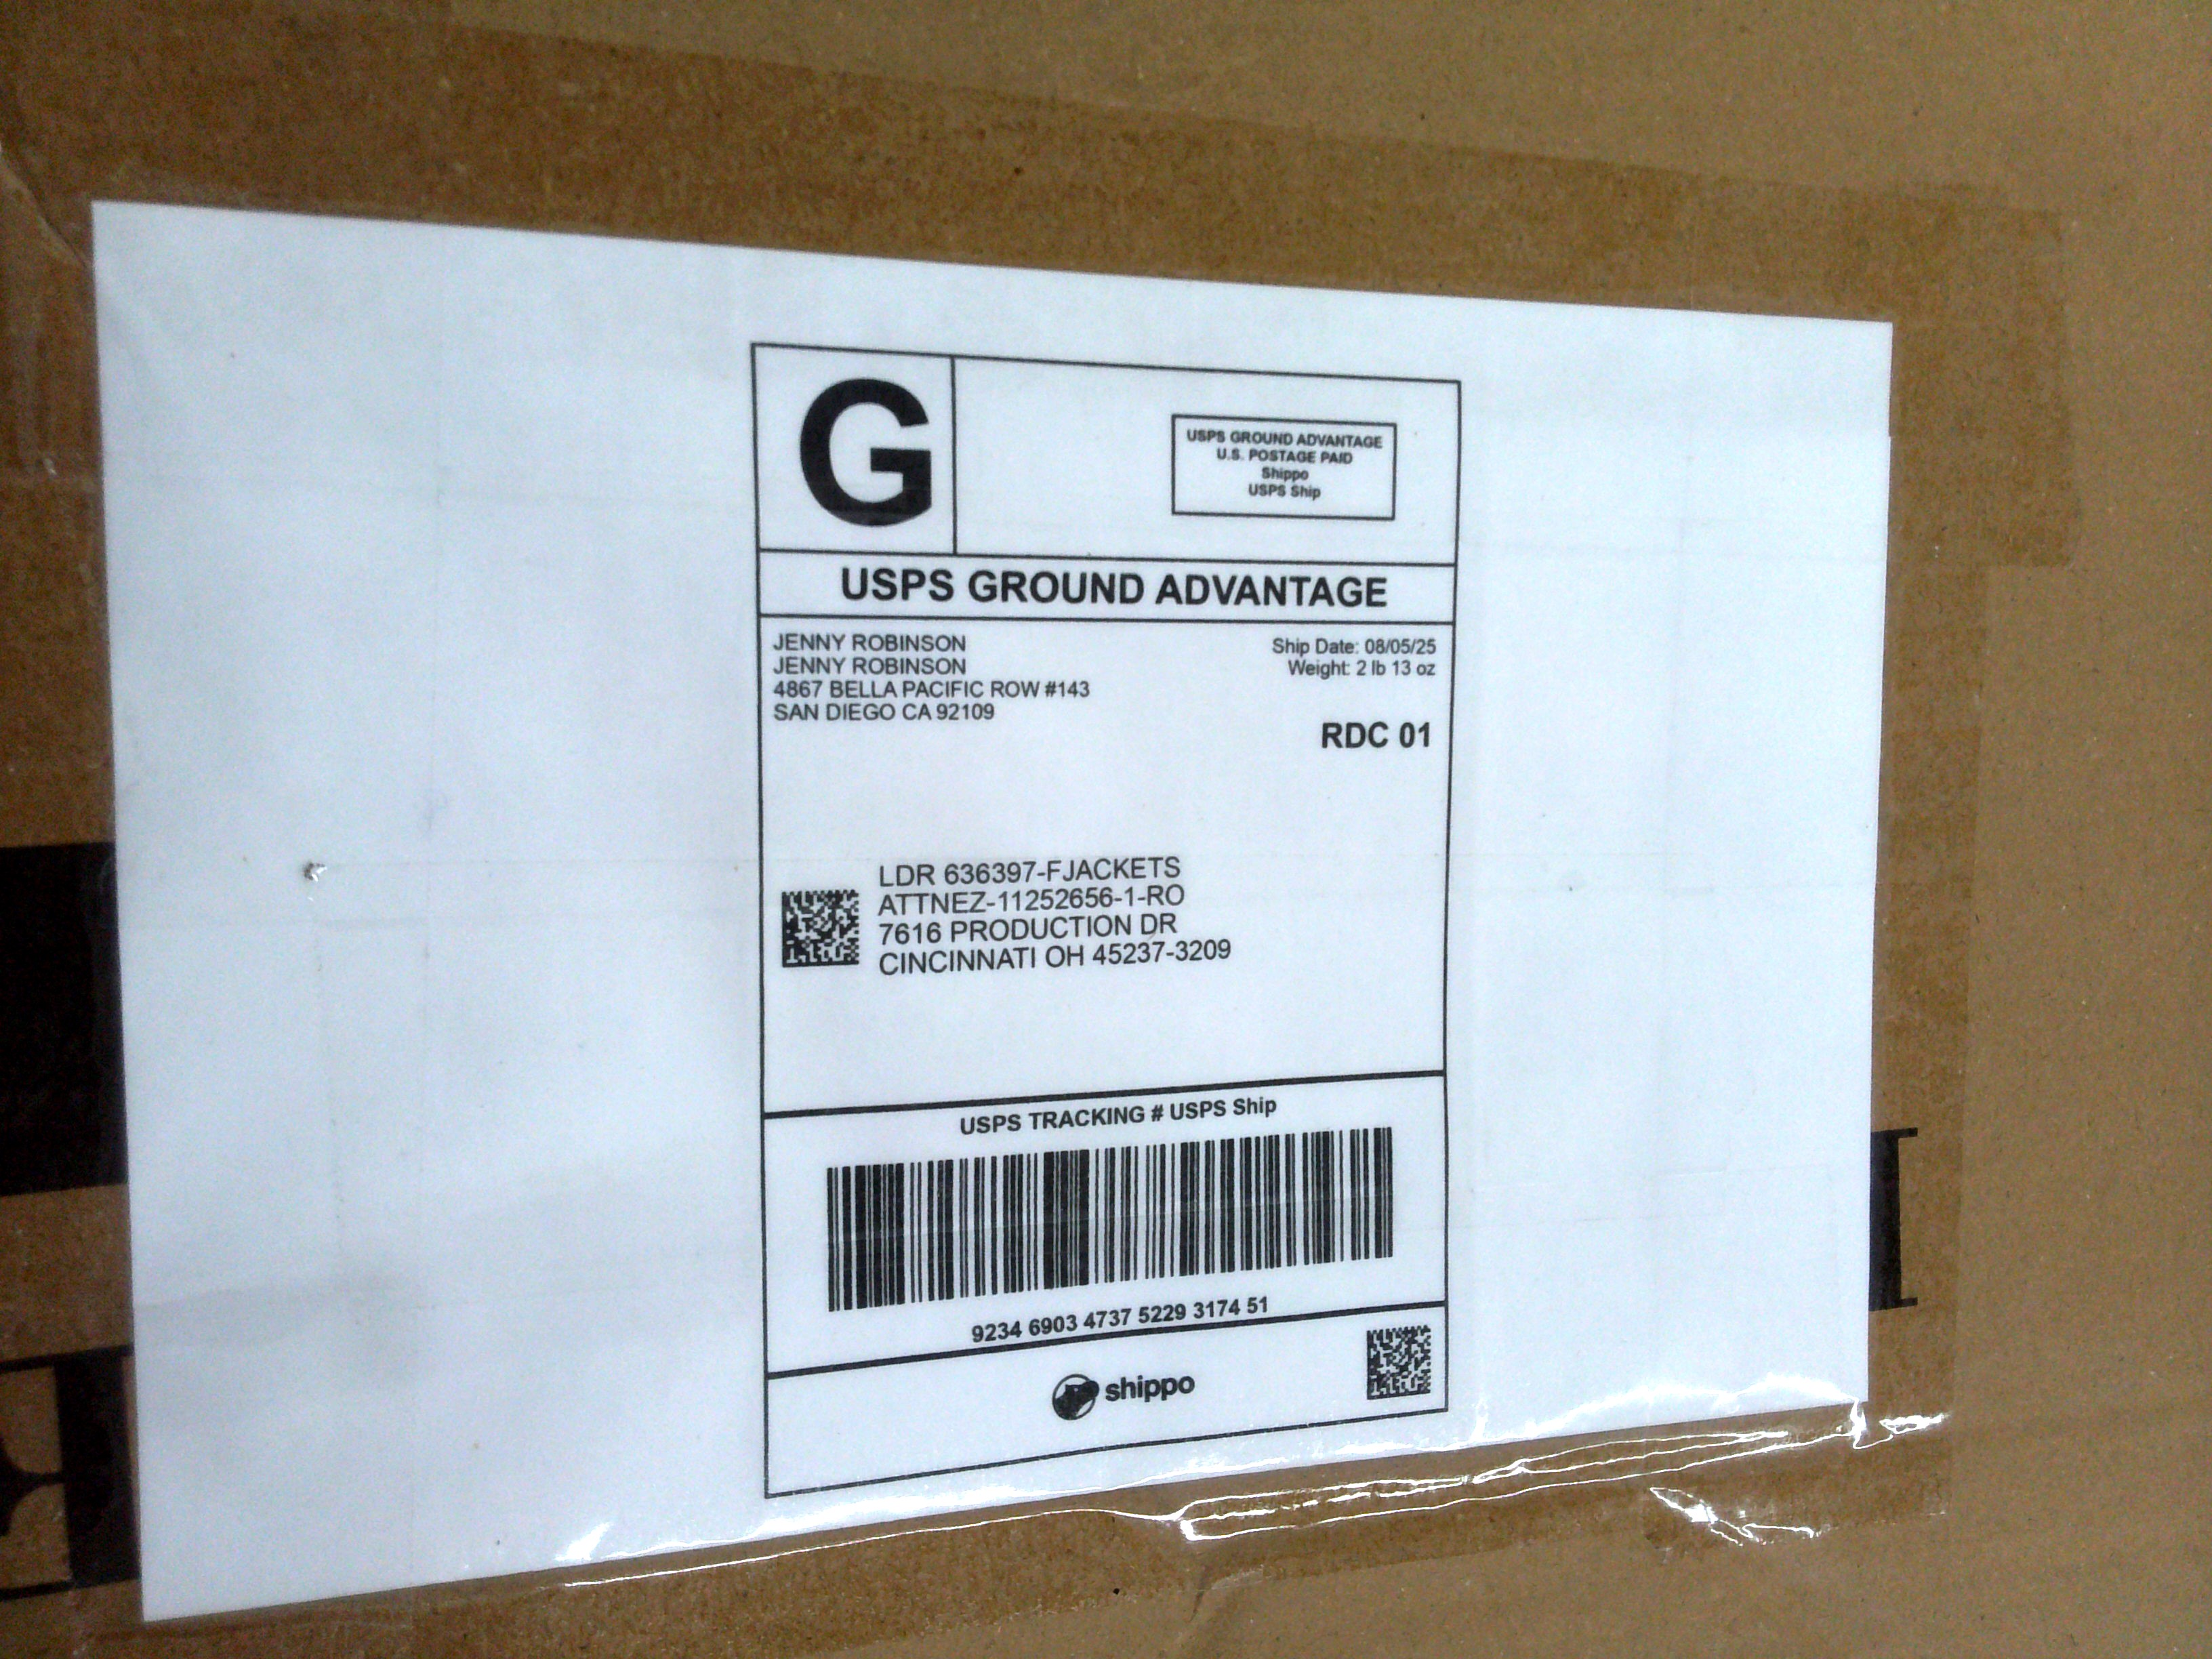 G
USPS GROUND ADVANTAGE
U.S. POSTAGE PAID
Shippo
USPS Ship
USPS GROUND ADVANTAGE
JENNY ROBINSON
JENNY ROBINSON
4867 BELLA PACIFIC ROW #143
SAN DIEGO CA 92109
Ship Date: 08/05/25
Weight: 2 lb 13 oz
RDC 01
LDR 636397-FJACKETS
ATTNEZ-11252656-1-RO
7616 PRODUCTION DR
CINCINNATI OH 45237-3209
USPS TRACKING # USPS Ship
9234 6903 4737 5229 3174 51
shippo